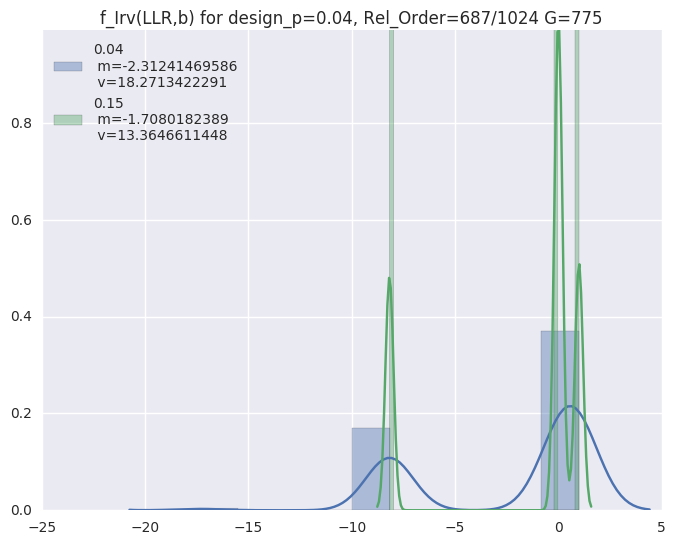 f_Irv(LLR,b) for design_p=0.04, Rel_Order=687/1024 G=775
0.04
m=-2.31241469586
v=18.2713422291
0.15
m=-1.7080182389
v=13.3646611448
0.8
0.6
0.4
0.2
0.0
-25
-20
-15
-10
-5
0
5